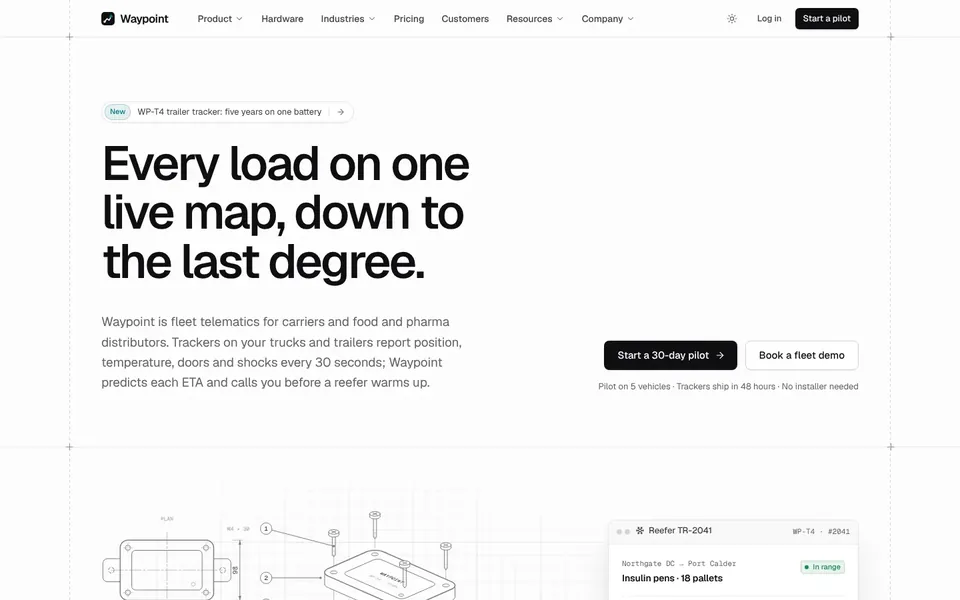 Waypoint
Product
Hardware
Industries
Pricing
Customers
Resources
Company
Log in
Start a pilot
New
WP-T4 trailer tracker: five years on one battery
Every load on one
live map, down to
the last degree.
Waypoint is fleet telematics for carriers and food and pharma
distributors. Trackers on your trucks and trailers report position,
temperature, doors and shocks every 30 seconds; Waypoint
predicts each ETA and calls you before a reefer warms up.
Start a 30-day pilot →
Book a fleet demo
Pilot on 5 vehicles · Trackers ship in 48 hours · No installer needed
PLAN
M4 × 10
1
2
98
Reefer TR-2041
WP-T4 · #2041
Northgate DC → Port Calder
Insulin pens · 18 pallets
In range